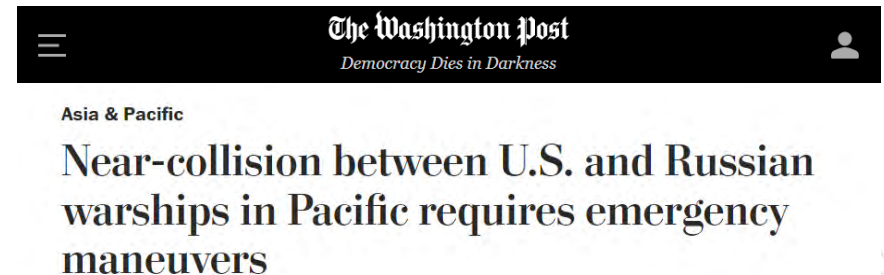 The Washington Post
Democracy Dies in Darkness
Asia & Pacific
Near-collision between U.S. and Russian
warships in Pacific requires emergency
maneuvers